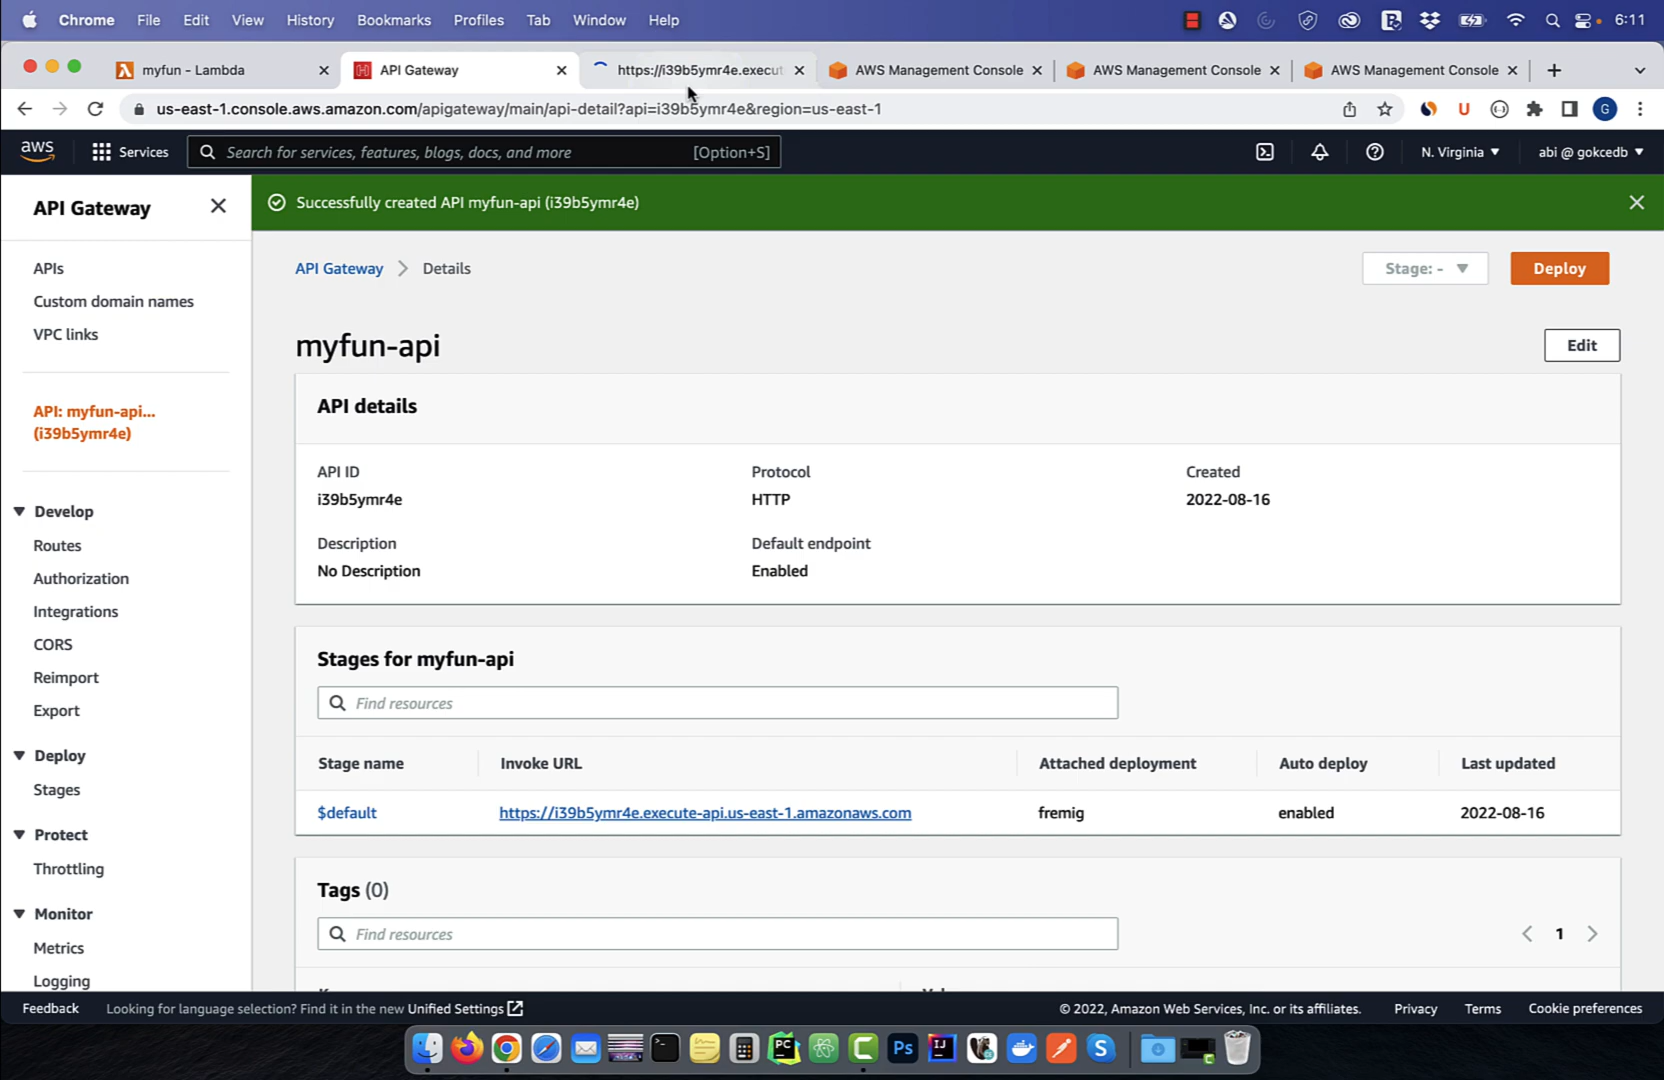 Chrome File Edit View History Bookmarks Profiles Tab Window Help 6:11
myfun - Lambda API Gateway https://i39b5ymr4e.execut AWS Management Console AWS Management Console AWS Management Console
us-east-1.console.aws.amazon.com/apigateway/main/api-detail?api=i39b5ymr4e&region=us-east-1
aws Services Search for services, features, blogs, docs, and more [Option+S] N. Virginia abi @ gokcedb
API Gateway
Successfully created API myfun-api (i39b5ymr4e)
APIs
Custom domain names
VPC links
API: myfun-api...
(i39b5ymr4e)
Develop
Routes
Authorization
Integrations
CORS
Reimport
Export
Deploy
Stages
Protect
Throttling
Monitor
Metrics
Logging
API Gateway Details
Stage: - Deploy
myfun-api
Edit
API details
API ID Protocol Created
i39b5ymr4e HTTP 2022-08-16
Description Default endpoint
No Description Enabled
Stages for myfun-api
Find resources
Stage name Invoke URL Attached deployment Auto deploy Last updated
$default https://i39b5ymr4e.execute-api.us-east-1.amazonaws.com fremig enabled 2022-08-16
Tags (0)
Find resources
1
Feedback Looking for language selection? Find it in the new Unified Settings © 2022, Amazon Web Services, Inc. or its affiliates. Privacy Terms Cookie preferences